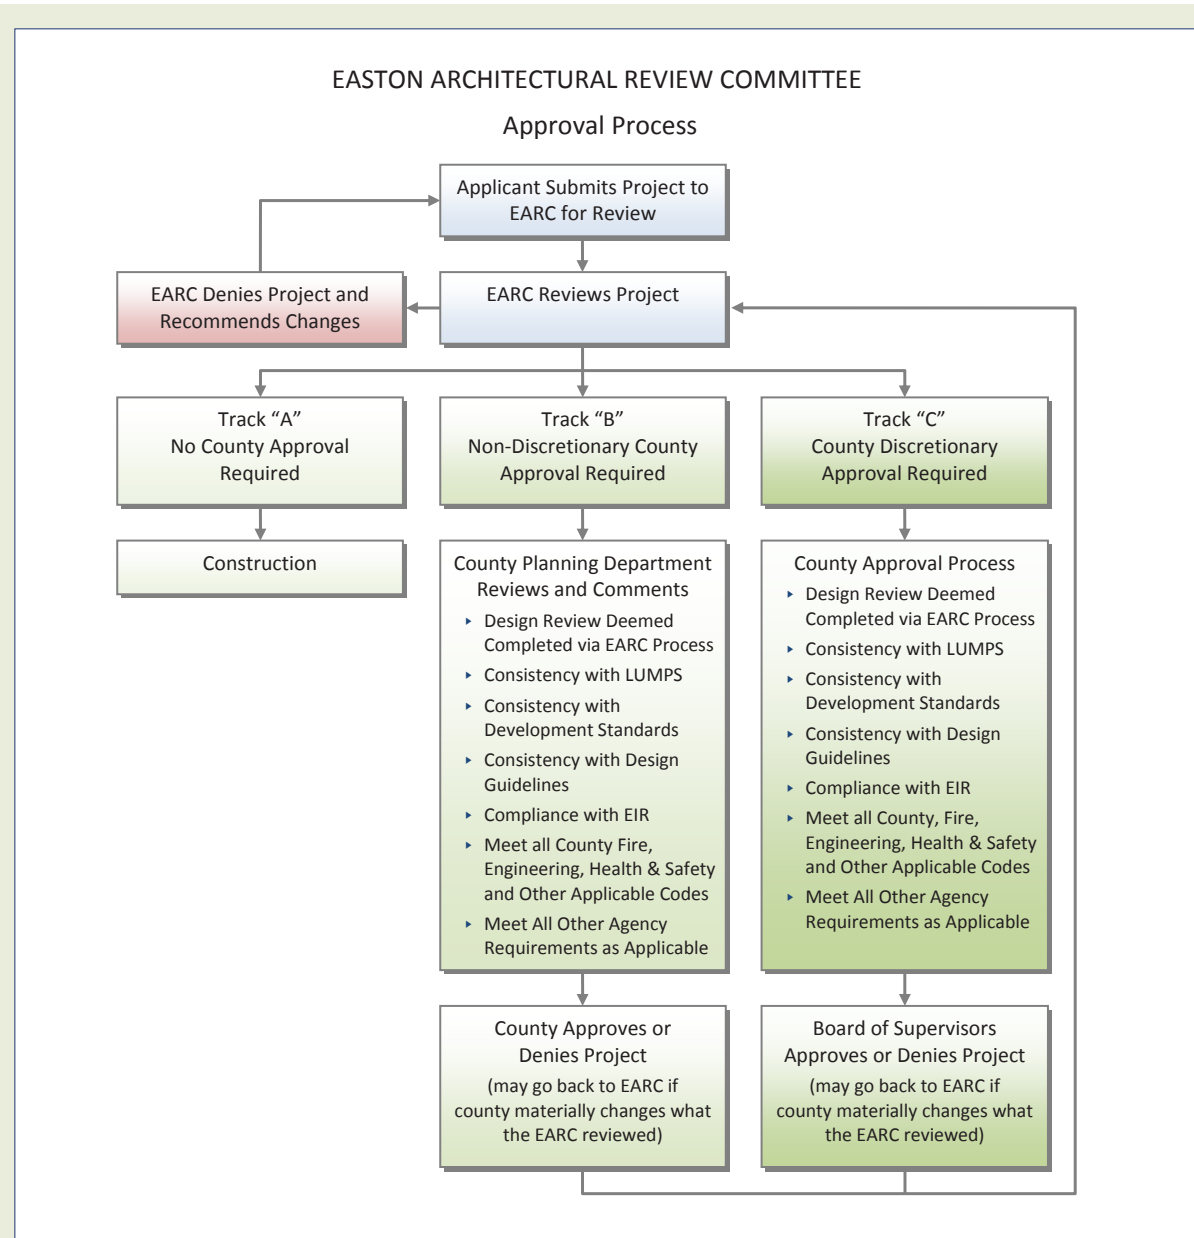 EASTON ARCHITECTURAL REVIEW COMMITTEE
Approval Process
Applicant Submits Project to
EARC for Review
EARC Denies Project and
Recommends Changes
EARC Reviews Project
Track “A”
No County Approval
Required
Track “B”
Non-Discretionary County
Approval Required
Track “C”
County Discretionary
Approval Required
Construction
County Planning Department
Reviews and Comments
‣ Design Review Deemed
Completed via EARC Process
‣ Consistency with LUMPS
‣ Consistency with
Development Standards
‣ Consistency with Design
Guidelines
‣ Compliance with EIR
‣ Meet all County Fire,
Engineering, Health & Safety
and Other Applicable Codes
‣ Meet All Other Agency
Requirements as Applicable
County Approval Process
‣ Design Review Deemed
Completed via EARC Process
‣ Consistency with LUMPS
‣ Consistency with
Development Standards
‣ Consistency with Design
Guidelines
‣ Compliance with EIR
‣ Meet all County, Fire,
Engineering, Health & Safety
and Other Applicable Codes
‣ Meet All Other Agency
Requirements as Applicable
County Approves or
Denies Project
(may go back to EARC if
county materially changes what
the EARC reviewed)
Board of Supervisors
Approves or Denies Project
(may go back to EARC if
county materially changes what
the EARC reviewed)